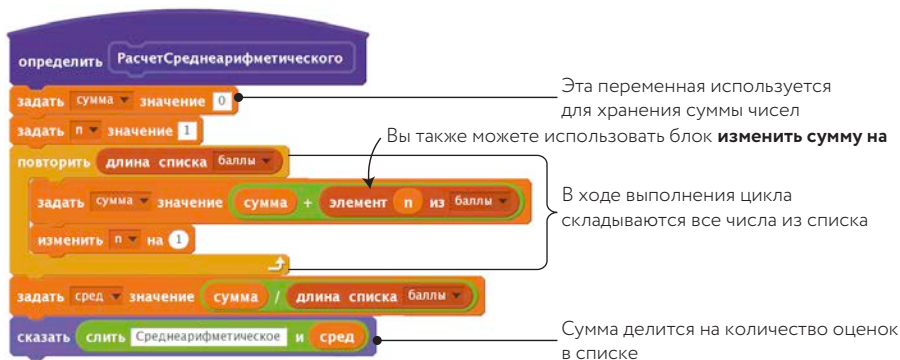 определить РасчетСреднеарифметического
задать сумма значение 0
Эта переменная используется
для хранения суммы чисел
задать n значение 1
Вы также можете использовать блок изменить сумму на
повторить длина списка баллы
задать сумма значение сумма + элемент n из баллы
В ходе выполнения цикла
складываются все числа из списка
изменить n на 1
задать сред значение сумма / длина списка баллы
сказать слить Среднеарифметическое и сред
Сумма делится на количество оценок
в списке